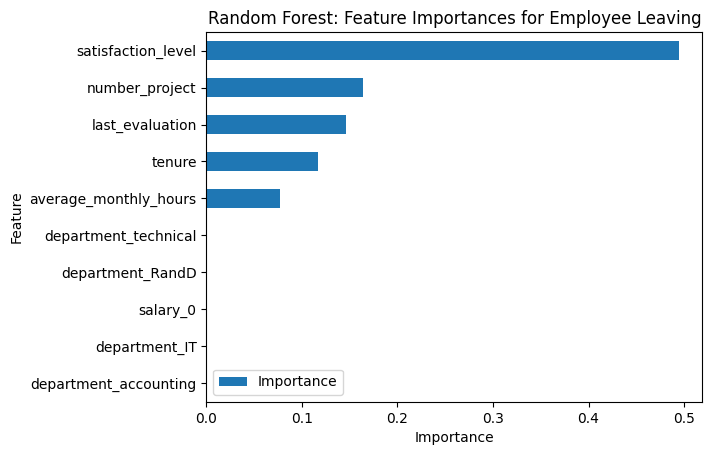 Random Forest: Feature Importances for Employee Leaving
Feature
satisfaction_level
number_project
last_evaluation
tenure
average_monthly_hours
department_technical
department_RandD
salary_0
department_IT
department_accounting
Importance
0.0 0.1 0.2 0.3 0.4 0.5
Importance